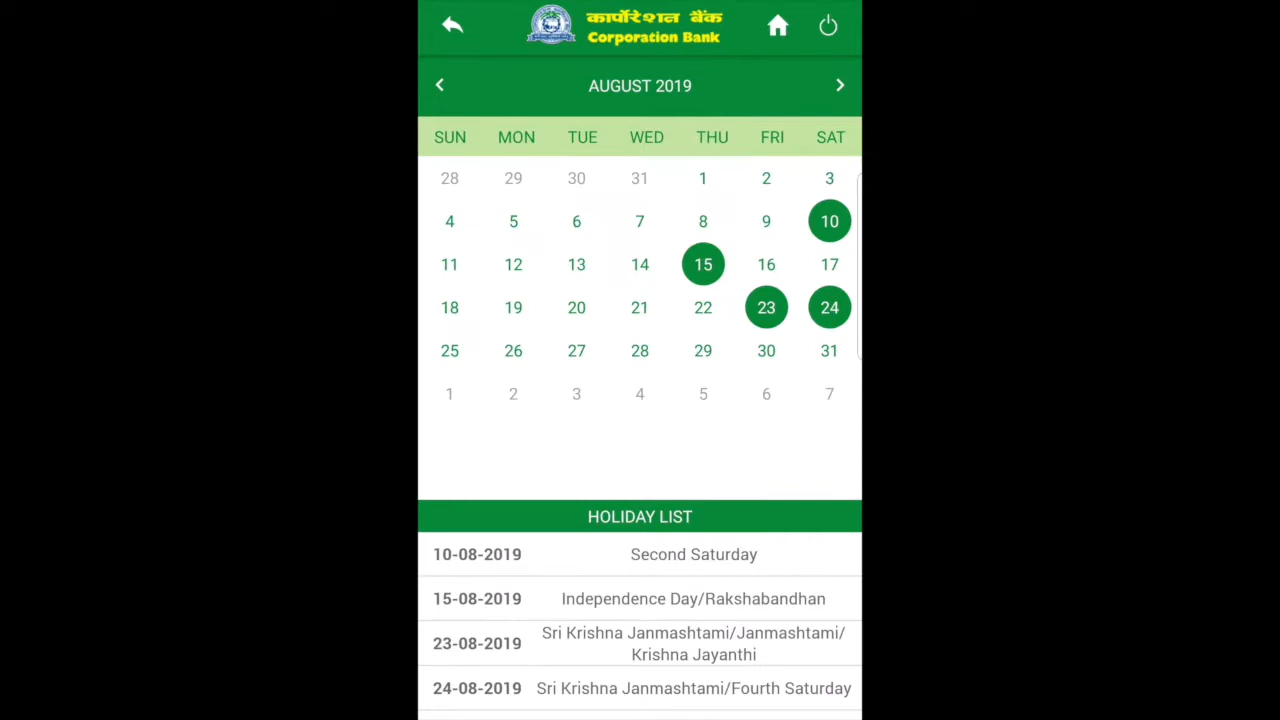 कार्पोरेशन बैंक
Corporation Bank
AUGUST 2019
SUN MON TUE WED THU FRI SAT
28 29 30 31 1 2 3
4 5 6 7 8 9 10
11 12 13 14 15 16 17
18 19 20 21 22 23 24
25 26 27 28 29 30 31
1 2 3 4 5 6 7
HOLIDAY LIST
10-08-2019 Second Saturday
15-08-2019 Independence Day/Rakshabandhan
23-08-2019 Sri Krishna Janmashtami/Janmashtami/
Krishna Jayanthi
24-08-2019 Sri Krishna Janmashtami/Fourth Saturday